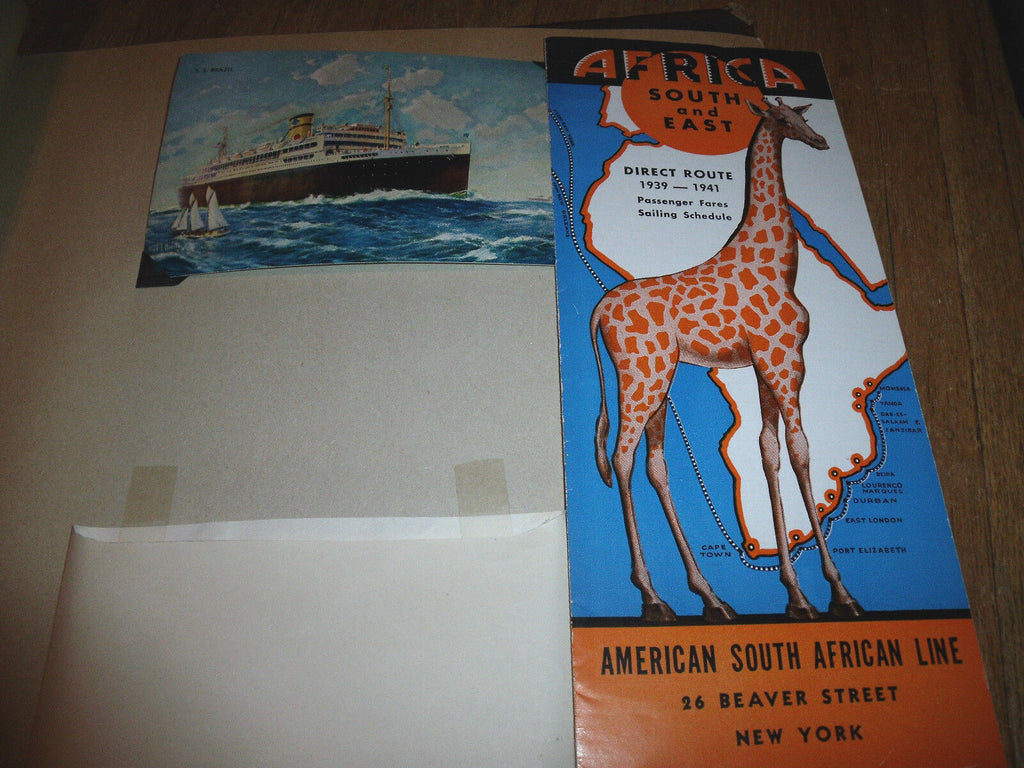 S. S. BRAZIL
AFRICA
SOUTH
and
EAST
DIRECT ROUTE
1939 — 1941
Passenger Fares
Sailing Schedule
MOMBASA
TANGA
DAR-ES-
SALAAM &
ZANZIBAR
BEIRA
LOURENÇO
MARQUES
DURBAN
EAST LONDON
PORT ELIZABETH
CAPE
TOWN
AMERICAN SOUTH AFRICAN LINE
26 BEAVER STREET
NEW YORK